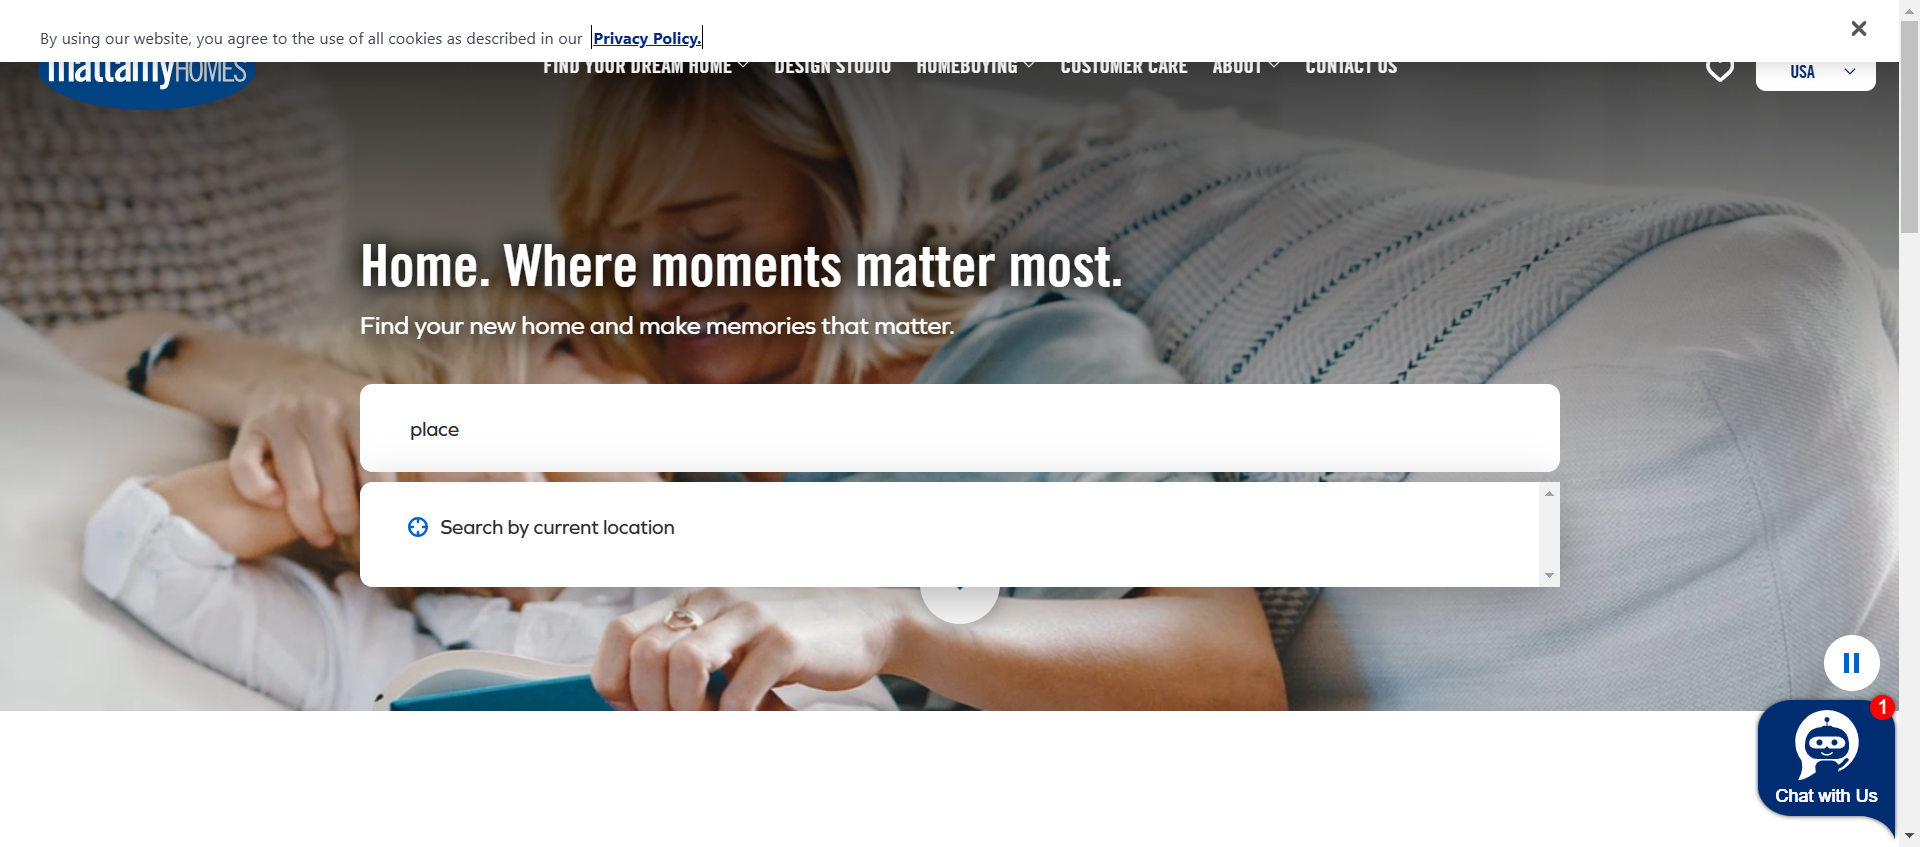 By using our website, you agree to the use of all cookies as described in our Privacy Policy.
mattamyHOMES
FIND YOUR DREAM HOME DESIGN STUDIO HOMEBUYING CUSTOMER CARE ABOUT CONTACT US
USA
Home. Where moments matter most.
Find your new home and make memories that matter.
place
Search by current location
1
Chat with Us